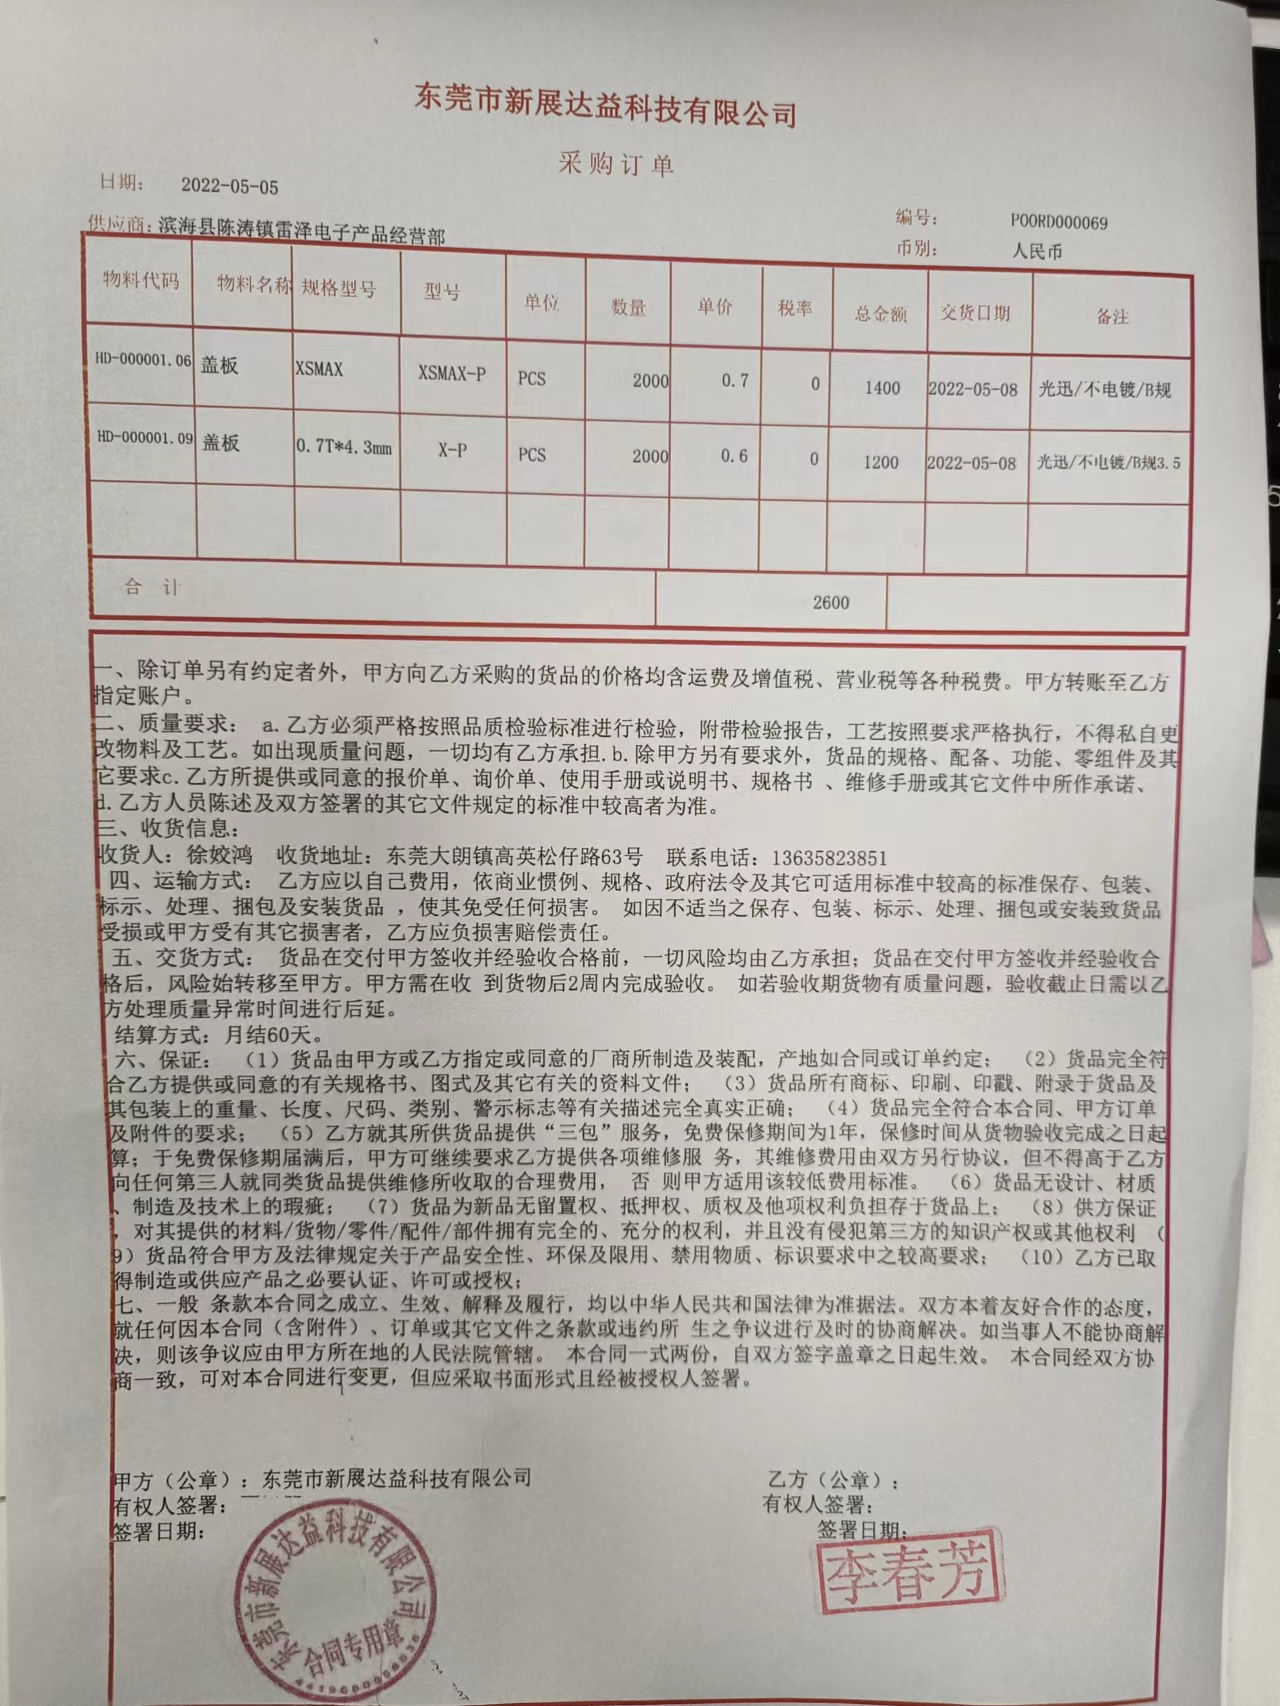 东莞市新展达益科技有限公司
采购订单
日期： 2022-05-05
供应商：滨海县陈涛镇雷泽电子产品经营部
编号： POORD000069
币别： 人民币
物料代码 物料名称 规格型号 型号 单位 数量 单价 税率 总金额 交货日期 备注
HD-000001.06 盖板 XSMAX XSMAX-P PCS 2000 0.7 0 1400 2022-05-08 光迅/不电镀/B规
HD-000001.09 盖板 0.7T*4.3mm X-P PCS 2000 0.6 0 1200 2022-05-08 光迅/不电镀/B规3.5
合 计 2600
一、除订单另有约定者外，甲方向乙方采购的货品的价格均含运费及增值税、营业税等各种税费。甲方转账至乙方
指定账户。
二、质量要求： a.乙方必须严格按照品质检验标准进行检验，附带检验报告，工艺按照要求严格执行，不得私自更
改物料及工艺。如出现质量问题，一切均有乙方承担.b.除甲方另有要求外，货品的规格、配备、功能、零组件及其
它要求c.乙方所提供或同意的报价单、询价单、使用手册或说明书、规格书 、维修手册或其它文件中所作承诺、
d.乙方人员陈述及双方签署的其它文件规定的标准中较高者为准。
三、收货信息：
收货人：徐姣鸿 收货地址：东莞大朗镇高英松仔路63号 联系电话：13635823851
四、运输方式： 乙方应以自己费用，依商业惯例、规格、政府法令及其它可适用标准中较高的标准保存、包装、
标示、处理、捆包及安装货品 ，使其免受任何损害。 如因不适当之保存、包装、标示、处理、捆包或安装致货品
受损或甲方受有其它损害者，乙方应负损害赔偿责任。
五、交货方式： 货品在交付甲方签收并经验收合格前，一切风险均由乙方承担；货品在交付甲方签收并经验收合
格后，风险始转移至甲方。甲方需在收 到货物后2周内完成验收。 如若验收期货物有质量问题，验收截止日需以乙
方处理质量异常时间进行后延。
结算方式：月结60天。
六、保证： （1）货品由甲方或乙方指定或同意的厂商所制造及装配，产地如合同或订单约定； （2）货品完全符
合乙方提供或同意的有关规格书、图式及其它有关的资料文件； （3）货品所有商标、印刷、印戳、附录于货品及
其包装上的重量、长度、尺码、类别、警示标志等有关描述完全真实正确； （4）货品完全符合本合同、甲方订单
及附件的要求； （5）乙方就其所供货品提供“三包”服务，免费保修期间为1年，保修时间从货物验收完成之日起
算；于免费保修期届满后，甲方可继续要求乙方提供各项维修服 务，其维修费用由双方另行协议，但不得高于乙方
向任何第三人就同类货品提供维修所收取的合理费用， 否 则甲方适用该较低费用标准。 （6）货品无设计、材质
、制造及技术上的瑕疵； （7）货品为新品无留置权、抵押权、质权及他项权利负担存于货品上； （8）供方保证
，对其提供的材料/货物/零件/配件/部件拥有完全的、充分的权利，并且没有侵犯第三方的知识产权或其他权利 （
9）货品符合甲方及法律规定关于产品安全性、环保及限用、禁用物质、标识要求中之较高要求； （10）乙方已取
得制造或供应产品之必要认证、许可或授权；
七、一般 条款本合同之成立、生效、解释及履行，均以中华人民共和国法律为准据法。双方本着友好合作的态度，
就任何因本合同（含附件）、订单或其它文件之条款或违约所 生之争议进行及时的协商解决。如当事人不能协商解
决，则该争议应由甲方所在地的人民法院管辖。 本合同一式两份，自双方签字盖章之日起生效。 本合同经双方协
商一致，可对本合同进行变更，但应采取书面形式且经被授权人签署。
甲方（公章）：东莞市新展达益科技有限公司 乙方（公章）：
有权人签署： 有权人签署：
签署日期： 签署日期：
东莞市新展达益科技有限公司
合同专用章
李春芳